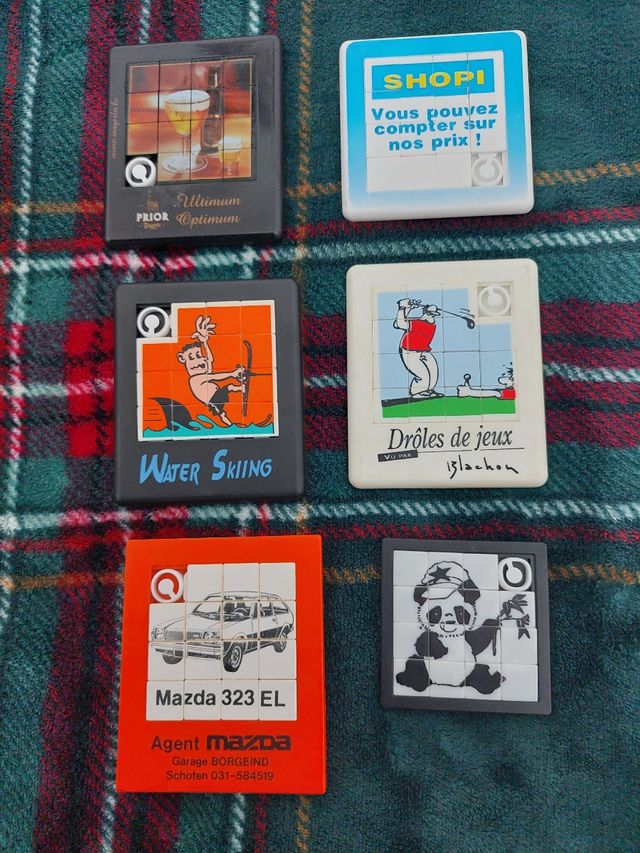 PRIOR
Ultimum
Optimum
SHOPI
Vous pouvez
compter sur
nos prix !
WATER SKIING
Drôles de jeux
VU PAR
Blachon
Mazda 323 EL
Agent mazda
Garage BORGEIND
Schoten 031-584519